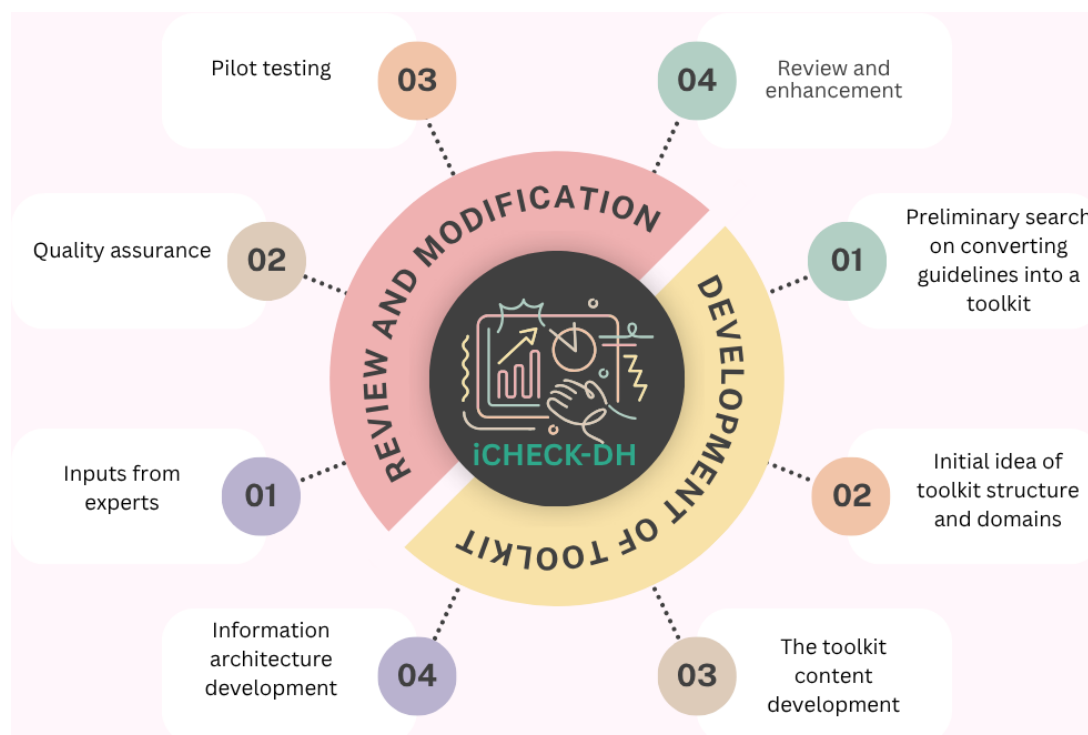 Pilot testing
03
04
Review and
enhancement
REVIEW AND MODIFICATION
Quality assurance
02
01
Preliminary search
on converting
guidelines into a
toolkit
DEVELOPMENT OF TOOLKIT
iCHECK-DH
Inputs from
experts
01
02
Initial idea of
toolkit structure
and domains
Information
architecture
development
04
03
The toolkit
content
development